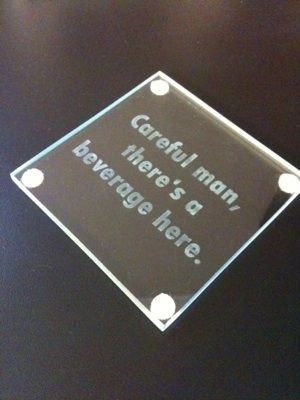 Careful man,
there's a
beverage here.